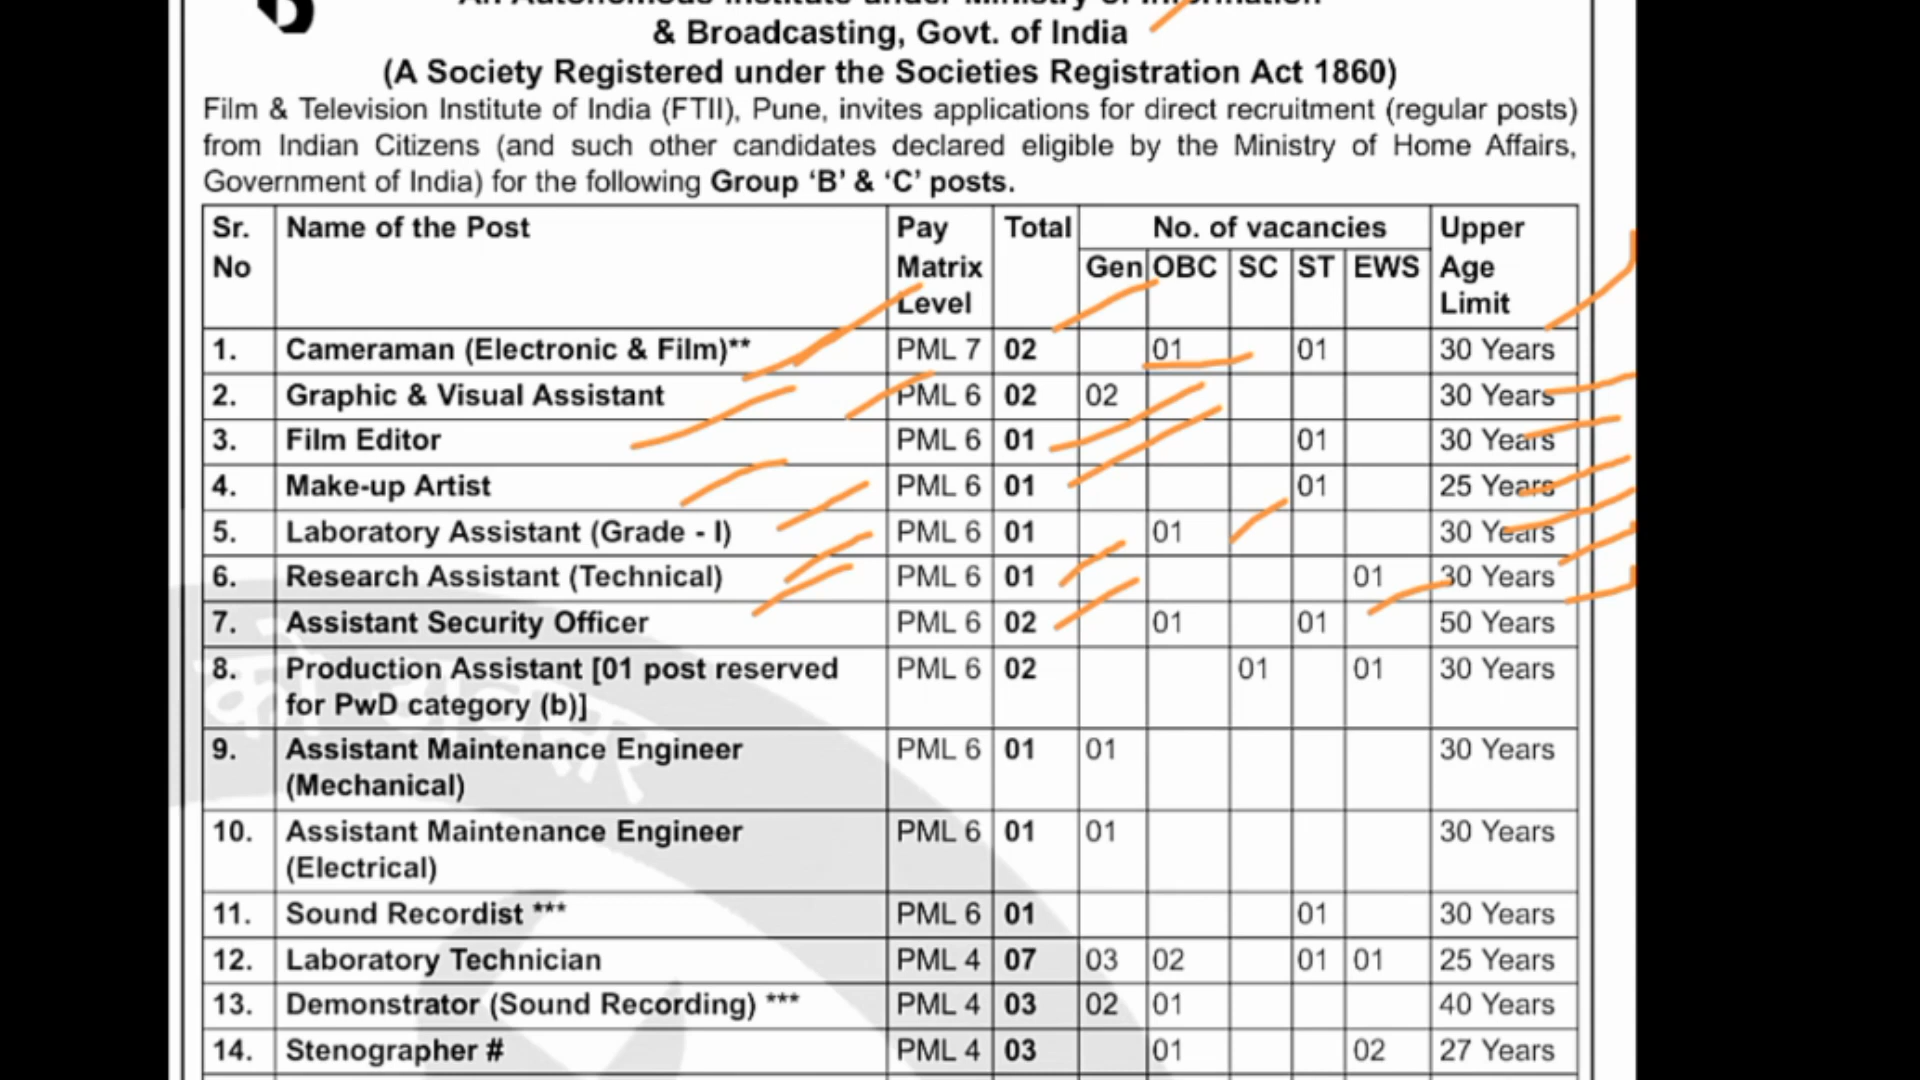 An Autonomous Institute under Ministry of Information
& Broadcasting, Govt. of India
(A Society Registered under the Societies Registration Act 1860)
Film & Television Institute of India (FTII), Pune, invites applications for direct recruitment (regular posts)
from Indian Citizens (and such other candidates declared eligible by the Ministry of Home Affairs,
Government of India) for the following Group ‘B’ & ‘C’ posts.
Sr. No Name of the Post Pay Matrix Level Total No. of vacancies Upper Age Limit
Gen OBC SC ST EWS
1. Cameraman (Electronic & Film)** PML 7 02 01 01 30 Years
2. Graphic & Visual Assistant PML 6 02 02 30 Years
3. Film Editor PML 6 01 01 30 Years
4. Make-up Artist PML 6 01 01 25 Years
5. Laboratory Assistant (Grade - I) PML 6 01 01 30 Years
6. Research Assistant (Technical) PML 6 01 01 30 Years
7. Assistant Security Officer PML 6 02 01 01 50 Years
8. Production Assistant [01 post reserved PML 6 02 01 01 30 Years
for PwD category (b)]
9. Assistant Maintenance Engineer PML 6 01 01 30 Years
(Mechanical)
10. Assistant Maintenance Engineer PML 6 01 01 30 Years
(Electrical)
11. Sound Recordist *** PML 6 01 01 30 Years
12. Laboratory Technician PML 4 07 03 02 01 01 25 Years
13. Demonstrator (Sound Recording) *** PML 4 03 02 01 40 Years
14. Stenographer # PML 4 03 01 02 27 Years